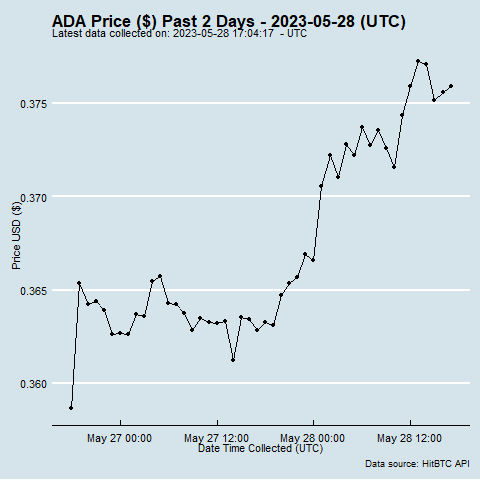 ADA Price ($) Past 2 Days - 2023-05-28 (UTC)
Latest data collected on: 2023-05-28 17:04:17  - UTC
0.375
0.370
0.365
0.360
Price USD ($)
May 27 00:00
May 27 12:00
May 28 00:00
May 28 12:00
Date Time Collected (UTC)
Data source: HitBTC API